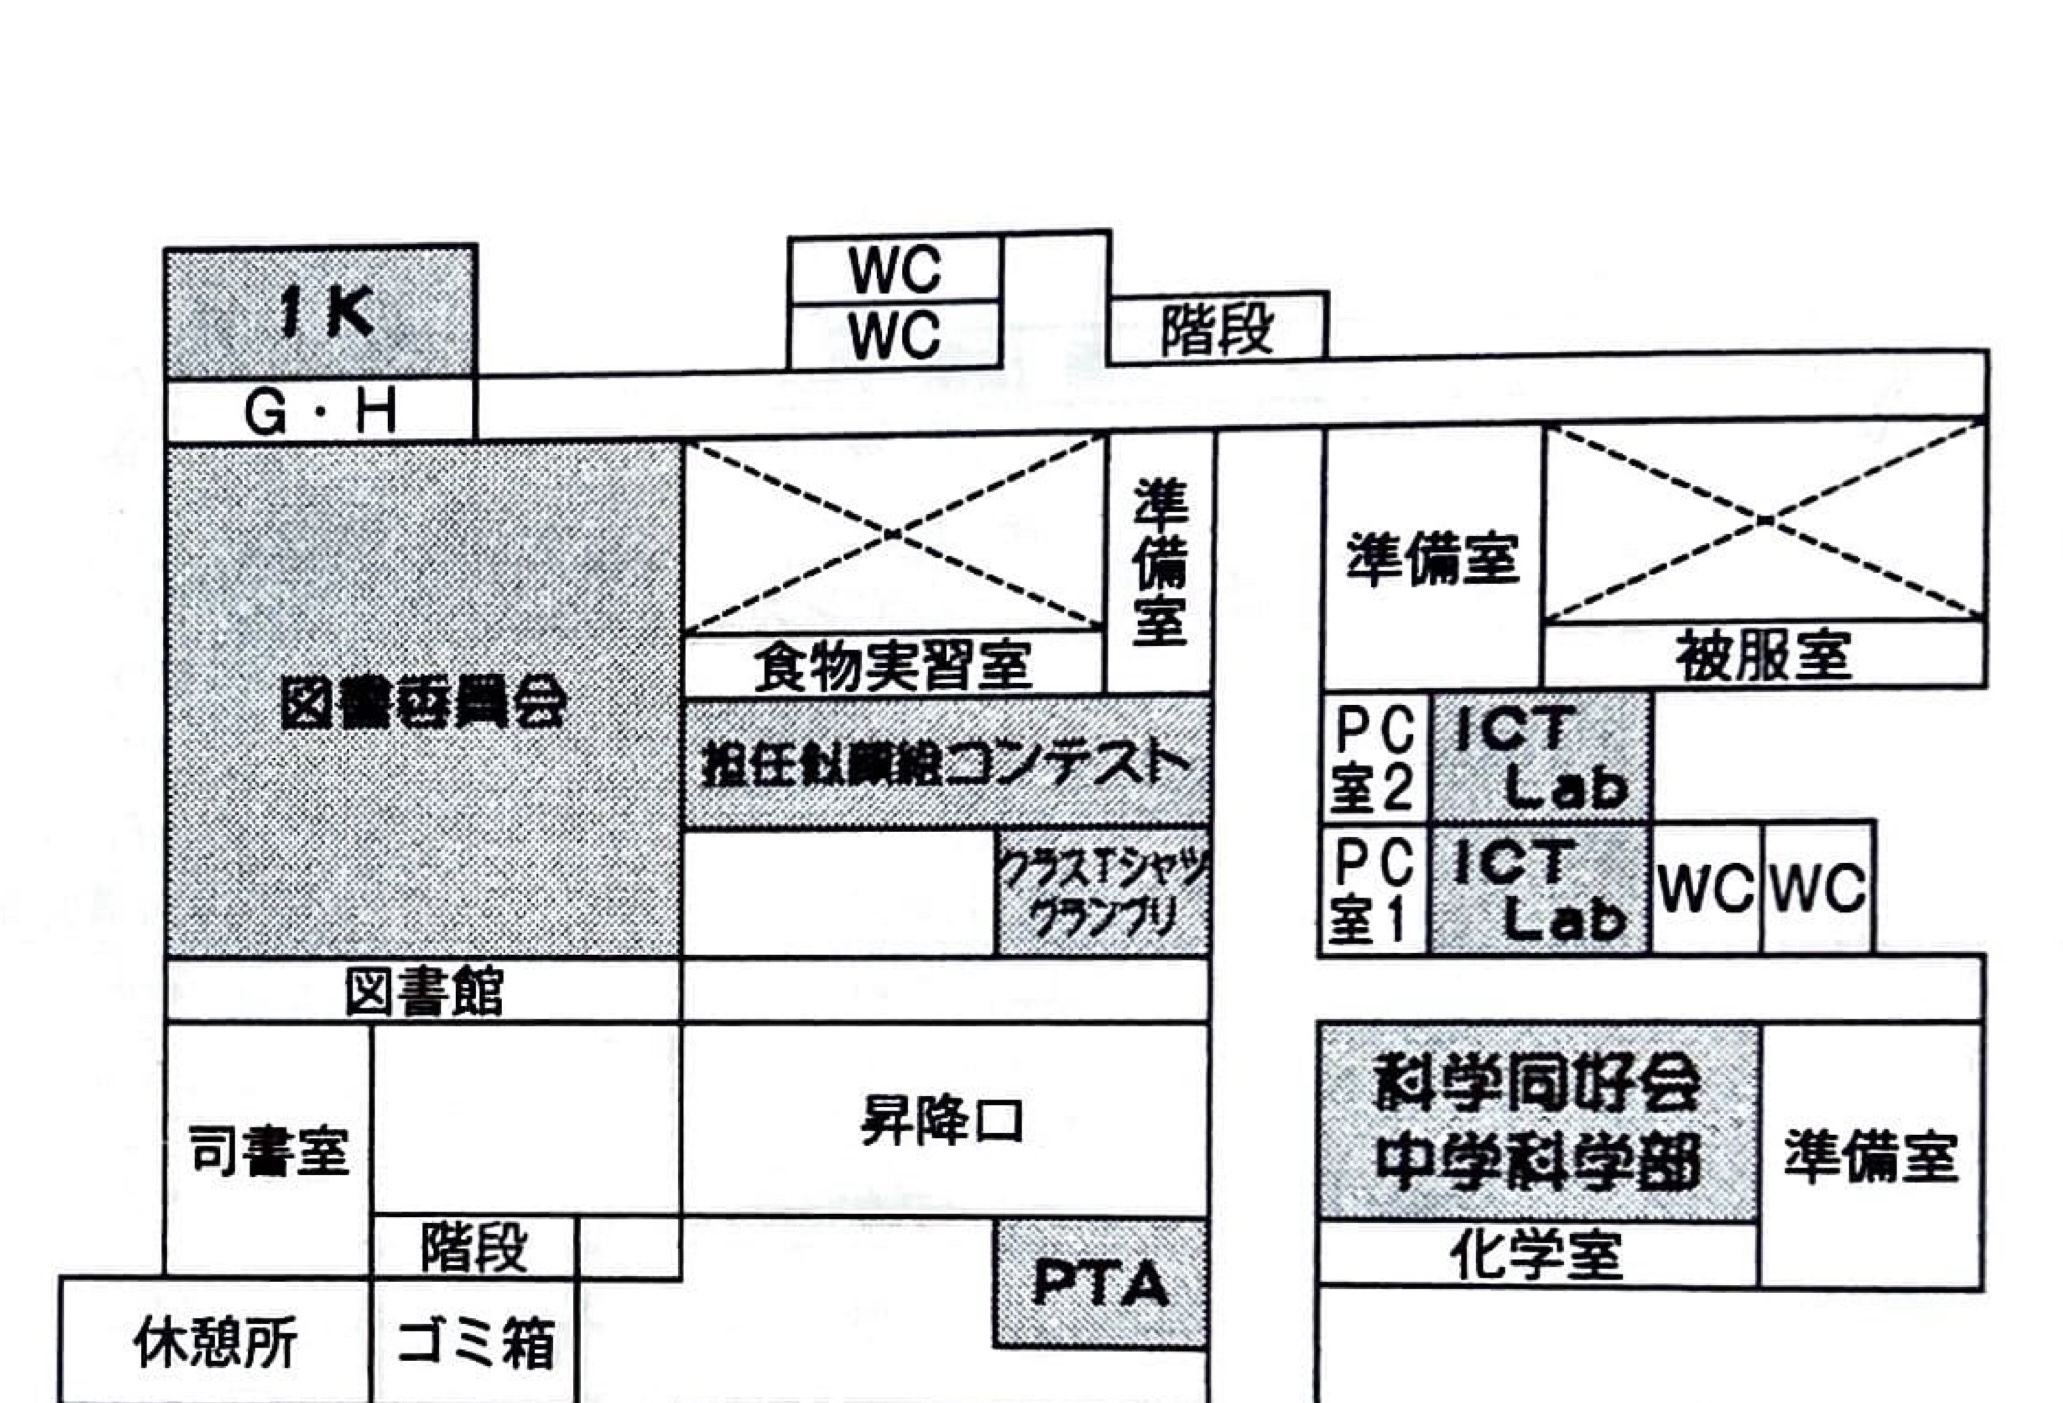 1K
WC
WC
階段
G・H
準備室
準備室
図書委員会
食物実習室
被服室
担任似顔絵コンテスト
PC室2
ICT
Lab
クラスTシャツ
グランプリ
PC室1
ICT
Lab
WC
WC
図書館
司書室
昇降口
科学同好会
中学科学部
準備室
階段
PTA
化学室
休憩所
ゴミ箱